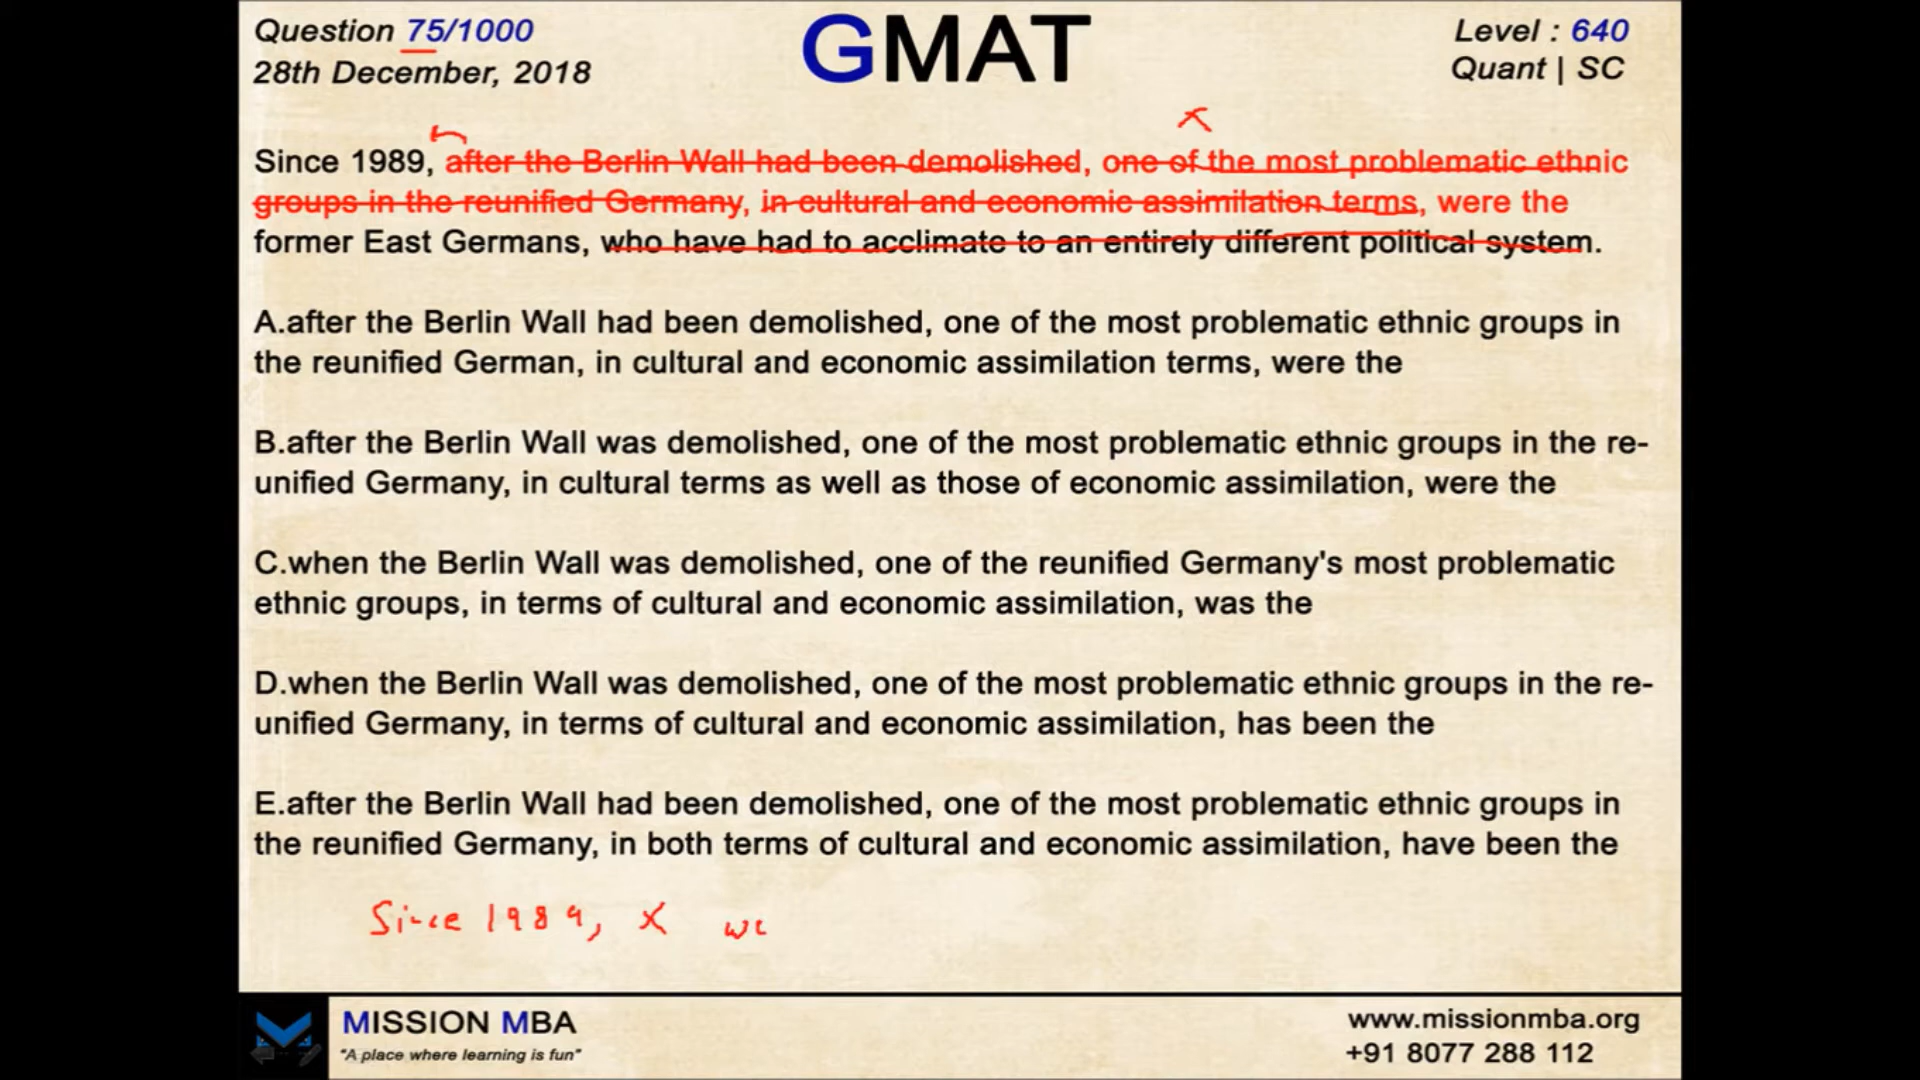 Question 75/1000
28th December, 2018
GMAT
Level : 640
Quant | SC
Since 1989, after the Berlin Wall had been demolished, one of the most problematic ethnic
groups in the reunified Germany, in cultural and economic assimilation terms, were the
former East Germans, who have had to acclimate to an entirely different political system.
A.after the Berlin Wall had been demolished, one of the most problematic ethnic groups in
the reunified German, in cultural and economic assimilation terms, were the
B.after the Berlin Wall was demolished, one of the most problematic ethnic groups in the re-
unified Germany, in cultural terms as well as those of economic assimilation, were the
C.when the Berlin Wall was demolished, one of the reunified Germany's most problematic
ethnic groups, in terms of cultural and economic assimilation, was the
D.when the Berlin Wall was demolished, one of the most problematic ethnic groups in the re-
unified Germany, in terms of cultural and economic assimilation, has been the
E.after the Berlin Wall had been demolished, one of the most problematic ethnic groups in
the reunified Germany, in both terms of cultural and economic assimilation, have been the
Since 1989, X
MISSION MBA
"A place where learning is fun"
www.missionmba.org
+91 8077 288 112